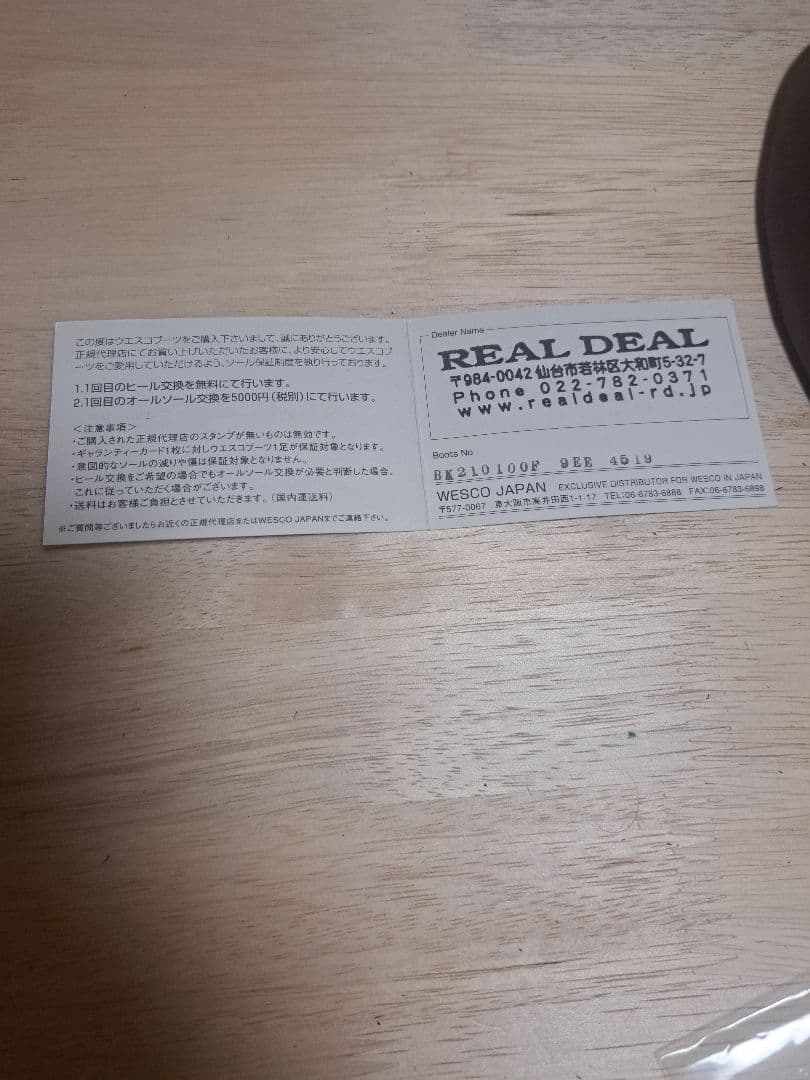 この度はウエスコブーツをご購入下さいまして、誠にありがとうございます。
正規代理店にてお買い上げいただいたお客様に、より安心してウエスコブ
ーツをご愛用していただけるよう、ソール保証制度を執り行っております。
1.1回目のヒール交換を無料にて行います。
2.1回目のオールソール交換を5000円(税別)にて行います。
＜注意事項＞
・ご購入された正規代理店のスタンプが無いものは無効です。
・ギャランティーカード1枚に対しウエスコブーツ1足が保証対象となります。
・意図的なソールの減りや傷は保証対象となりません。
・ヒール交換をご希望の場合でもオールソール交換が必要と判断した場合、
これに従っていただく場合がございます。
・送料はお客様ご負担とさせていただきます。(国内運送料)
※ご質問等ございましたらお近くの正規代理店またはWESCO JAPANまでご連絡下さい。
Dealer Name
REAL DEAL
〒984-0042 仙台市若林区大和町5-32-7
Phone 022-782-0371
www.realdeal-rd.jp
Boots No
BK210100F 9EE 4519
WESCO JAPAN EXCLUSIVE DISTRIBUTOR FOR WESCO IN JAPAN
〒577-0067 東大阪市高井田西1-1-17 TEL:06-6783-6888 FAX:06-6783-6898